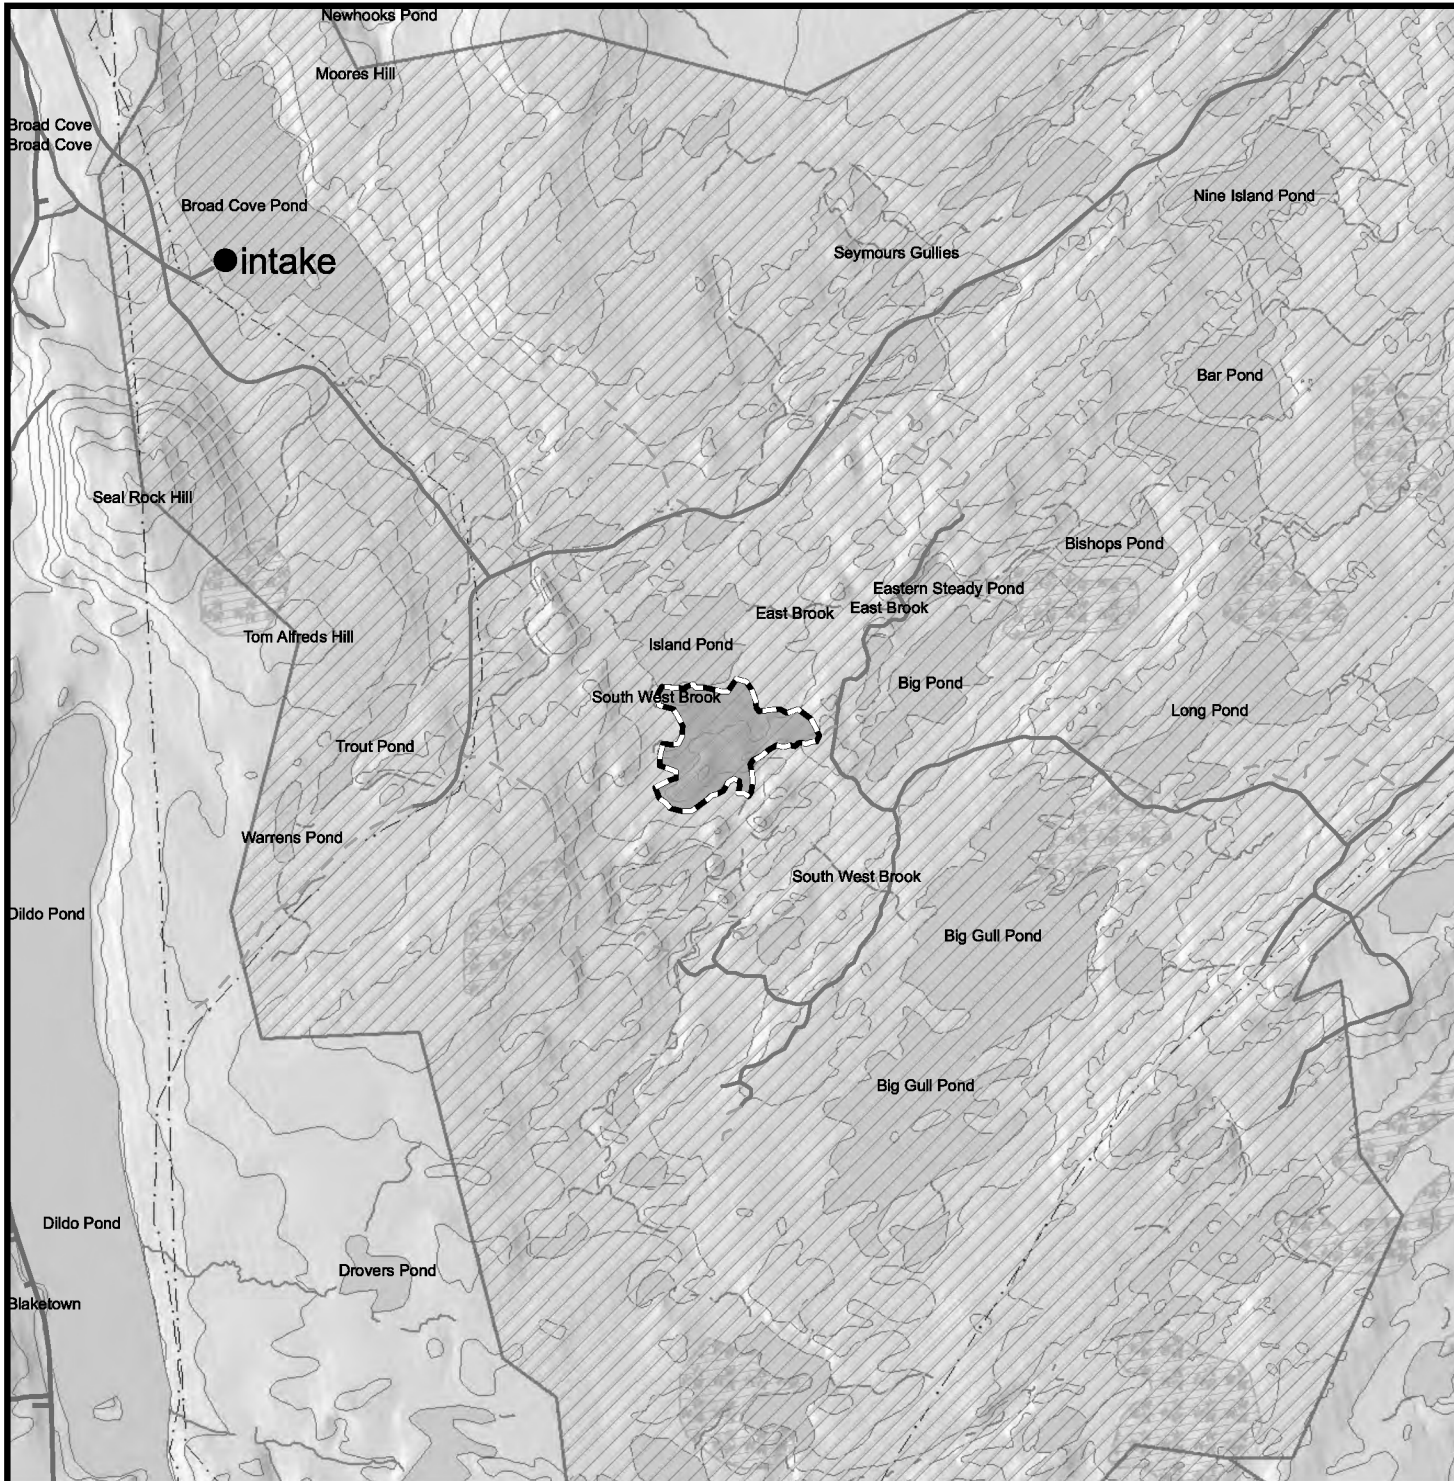 Newhooks Pond
Moores Hill
Broad Cove
Broad Cove
Broad Cove Pond
Nine Island Pond
Seymours Gullies
intake
Bar Pond
Seal Rock Hill
Bishops Pond
Eastern Steady Pond
East Brook
East Brook
Tom Alfreds Hill
Island Pond
Big Pond
South West Brook
Long Pond
Trout Pond
Warrens Pond
South West Brook
Dildo Pond
Big Gull Pond
Big Gull Pond
Dildo Pond
Drovers Pond
Blaketown